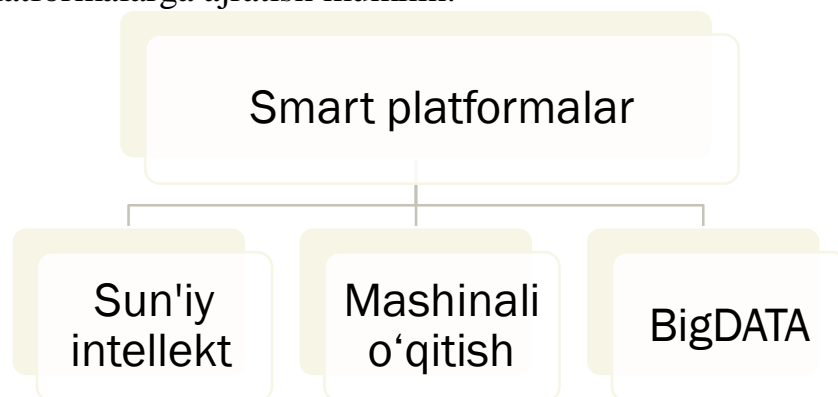 Smart platformalar
Sun'iy
intellekt
Mashinali
o‘qitish
BigDATA